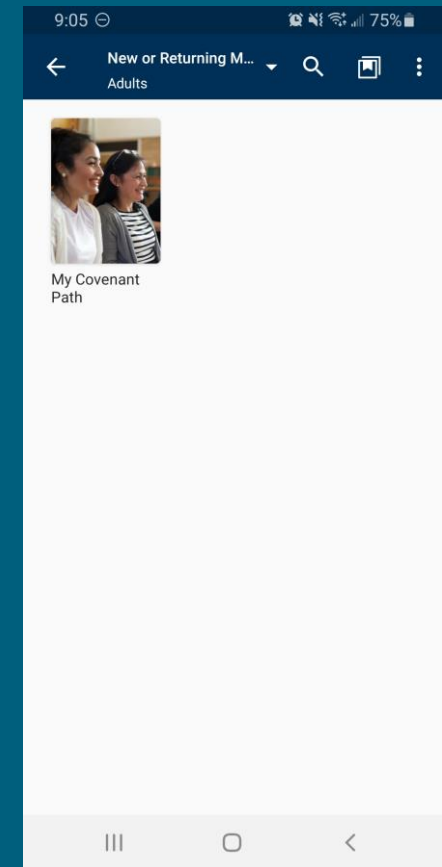 9:05
75%
New or Returning M...
Adults
My Covenant
Path